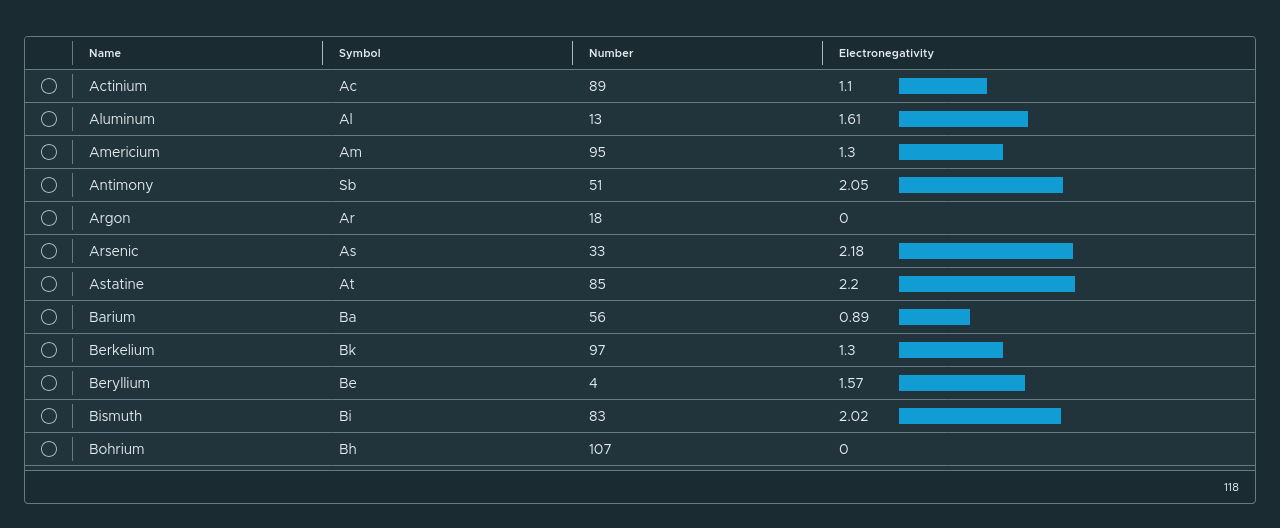 Name Symbol Number Electronegativity
Actinium Ac 89 1.1
Aluminum Al 13 1.61
Americium Am 95 1.3
Antimony Sb 51 2.05
Argon Ar 18 0
Arsenic As 33 2.18
Astatine At 85 2.2
Barium Ba 56 0.89
Berkelium Bk 97 1.3
Beryllium Be 4 1.57
Bismuth Bi 83 2.02
Bohrium Bh 107 0
118